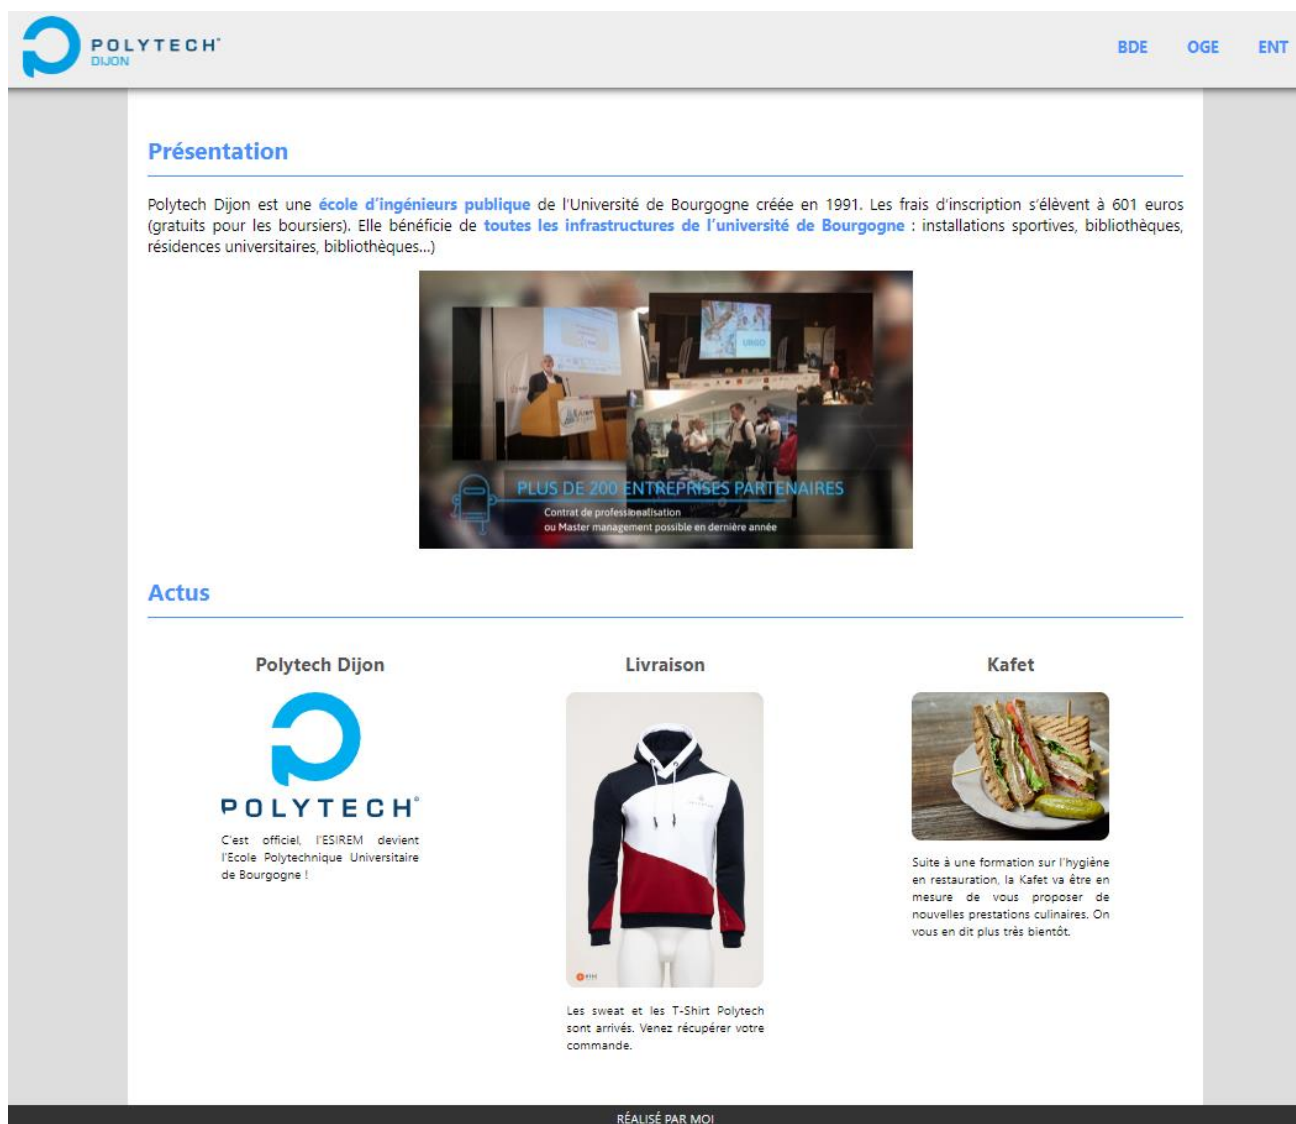 POLYTECH°
DIJON
BDE OGE ENT
Présentation
Polytech Dijon est une école d’ingénieurs publique de l’Université de Bourgogne créée en 1991. Les frais d’inscription s’élèvent à 601 euros
(gratuits pour les boursiers). Elle bénéficie de toutes les infrastructures de l’université de Bourgogne : installations sportives, bibliothèques,
résidences universitaires, bibliothèques...)
URGO
PLUS DE 200 ENTREPRISES PARTENAIRES
Contrat de professionalisation
ou Master management possible en dernière année
Actus
Polytech Dijon
POLYTECH°
C'est officiel, l'ESIREM devient
l'Ecole Polytechnique Universitaire
de Bourgogne !
Livraison
Les sweat et les T-Shirt Polytech
sont arrivés. Venez récupérer votre
commande.
Kafet
Suite à une formation sur l'hygiène
en restauration, la Kafet va être en
mesure de vous proposer de
nouvelles prestations culinaires. On
vous en dit plus très bientôt.
RÉALISÉ PAR MOI